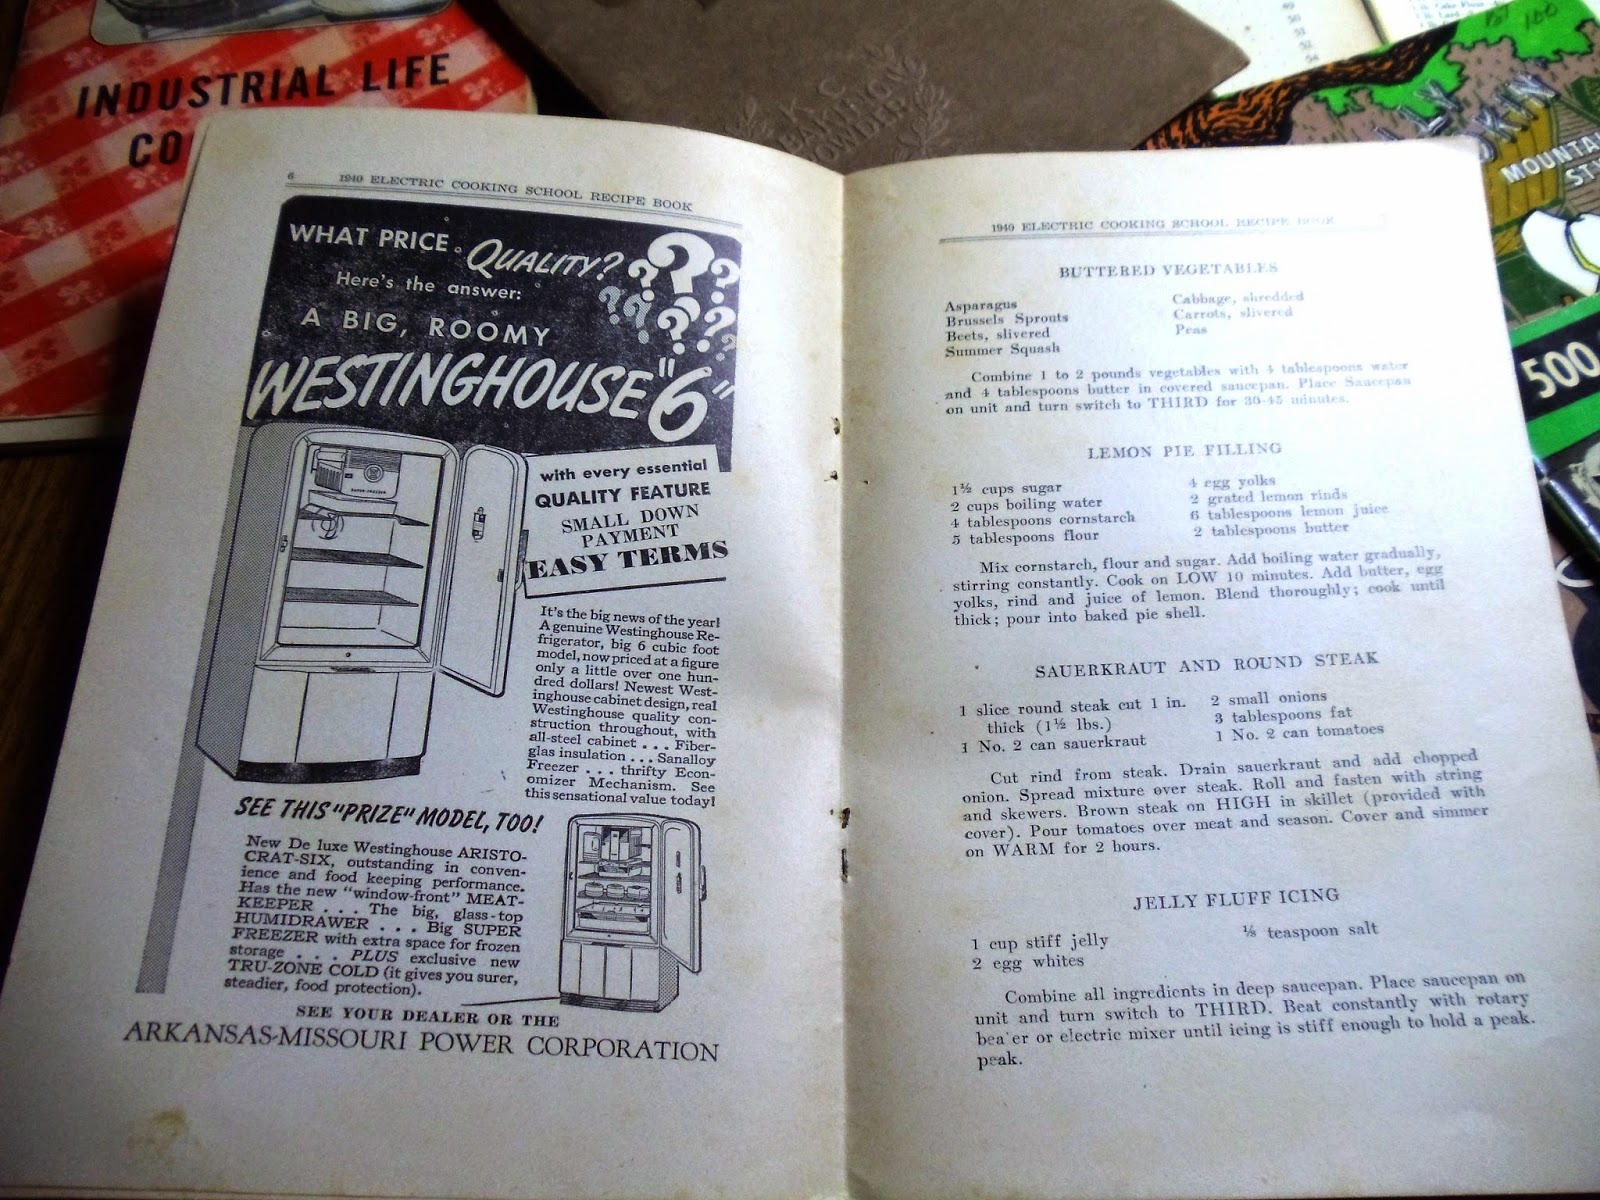 INDUSTRIAL LIFE
CO
K C
BAKING
POWDER
MOUNTA
ST
500
100
49
50
51
52
54
6 1940 ELECTRIC COOKING SCHOOL RECIPE BOOK
WHAT PRICE QUALITY?
Here's the answer:
A BIG, ROOMY
WESTINGHOUSE "6"
with every essential
QUALITY FEATURE
SMALL DOWN
PAYMENT
EASY TERMS
It's the big news of the year!
A genuine Westinghouse Re-
frigerator, big 6 cubic foot
model, now priced at a figure
only a little over one hun-
dred dollars! Newest West-
inghouse cabinet design, real
Westinghouse quality con-
struction throughout, with
all-steel cabinet . . . Fiber-
glas insulation . . . Sanalloy
Freezer . . . thrifty Econ-
omizer Mechanism. See
this sensational value today!
SEE THIS "PRIZE" MODEL, TOO!
New De luxe Westinghouse ARISTO-
CRAT-SIX, outstanding in conven-
ience and food keeping performance.
Has the new "window-front" MEAT-
KEEPER . . . The big, glass-top
HUMIDRAWER . . . Big SUPER
FREEZER with extra space for frozen
storage . . . PLUS exclusive new
TRU-ZONE COLD (it gives you surer,
steadier, food protection).
SEE YOUR DEALER OR THE
ARKANSAS-MISSOURI POWER CORPORATION
1940 ELECTRIC COOKING SCHOOL RECIPE BOOK 7
BUTTERED VEGETABLES
Asparagus
Brussels Sprouts
Beets, slivered
Summer Squash
Cabbage, shredded
Carrots, slivered
Peas
Combine 1 to 2 pounds vegetables with 4 tablespoons water
and 4 tablespoons butter in covered saucepan. Place Saucepan
on unit and turn switch to THIRD for 30-45 minutes.
LEMON PIE FILLING
1½ cups sugar
2 cups boiling water
4 tablespoons cornstarch
5 tablespoons flour
4 egg yolks
2 grated lemon rinds
6 tablespoons lemon juice
2 tablespoons butter
Mix cornstarch, flour and sugar. Add boiling water gradually,
stirring constantly. Cook on LOW 10 minutes. Add butter, egg
yolks, rind and juice of lemon. Blend thoroughly; cook until
thick; pour into baked pie shell.
SAUERKRAUT AND ROUND STEAK
1 slice round steak cut 1 in.
thick (1½ lbs.)
1 No. 2 can sauerkraut
2 small onions
3 tablespoons fat
1 No. 2 can tomatoes
Cut rind from steak. Drain sauerkraut and add chopped
onion. Spread mixture over steak. Roll and fasten with string
and skewers. Brown steak on HIGH in skillet (provided with
cover). Pour tomatoes over meat and season. Cover and simmer
on WARM for 2 hours.
JELLY FLUFF ICING
1 cup stiff jelly
2 egg whites
⅛ teaspoon salt
Combine all ingredients in deep saucepan. Place saucepan on
unit and turn switch to THIRD. Beat constantly with rotary
bea'er or electric mixer until icing is stiff enough to hold a peak.
peak.